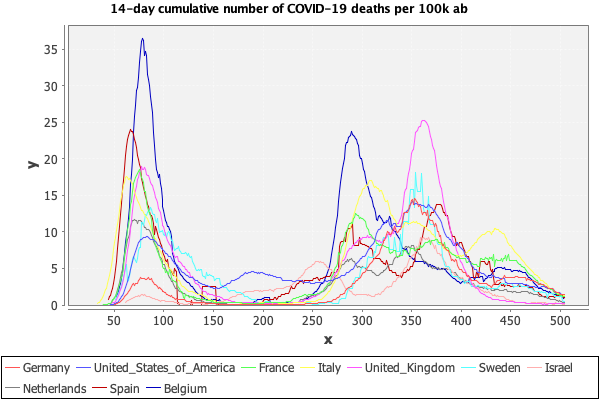 14-day cumulative number of COVID-19 deaths per 100k ab
y
35
30
25
20
15
10
5
0
50 100 150 200 250 300 350 400 450 500
x
Germany United_States_of_America France Italy United_Kingdom Sweden Israel
Netherlands Spain Belgium